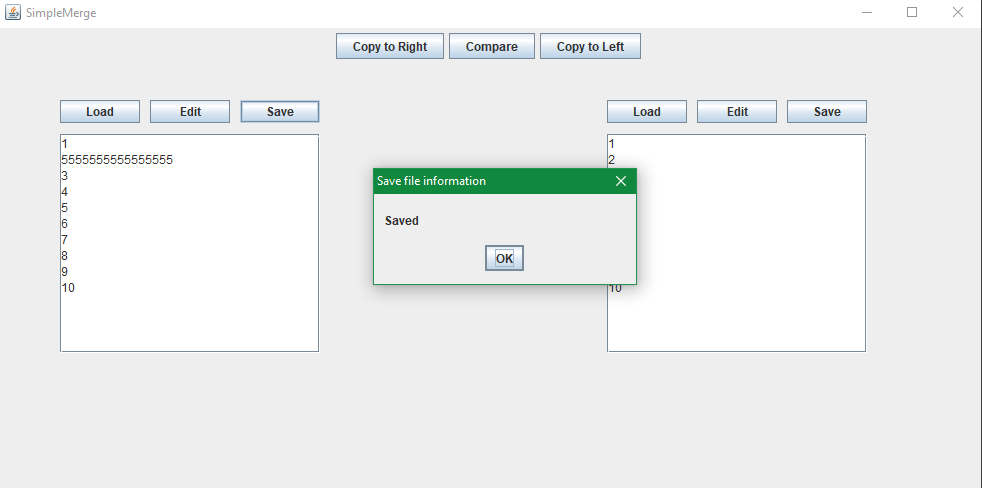 SimpleMerge
Copy to Right Compare Copy to Left
Load Edit Save
Load Edit Save
1
5555555555555555
3
4
5
6
7
8
9
10
1
2
10
Save file information
Saved
OK